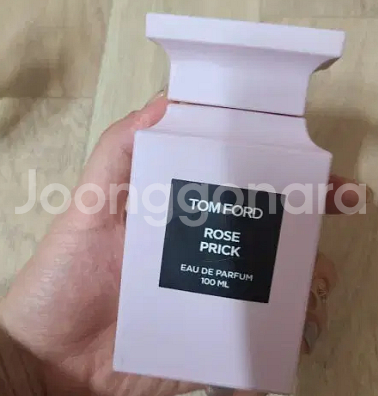 Joonggonara
TOM FORD
ROSE
PRICK
EAU DE PARFUM
100 ML